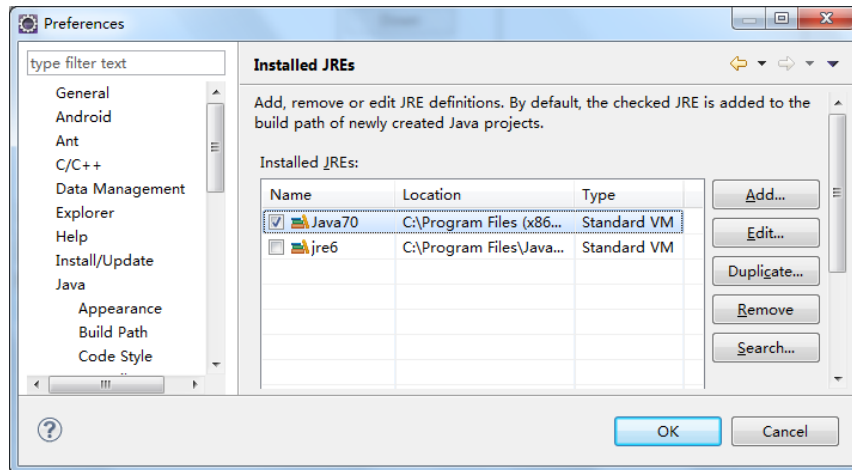 Preferences
type filter text
General
Android
Ant
C/C++
Data Management
Explorer
Help
Install/Update
Java
Appearance
Build Path
Code Style
Installed JREs
Add, remove or edit JRE definitions. By default, the checked JRE is added to the
build path of newly created Java projects.
Installed JREs:
Name Location Type
Java70 C:\Program Files (x86... Standard VM
jre6 C:\Program Files\Java... Standard VM
Add...
Edit...
Duplicate...
Remove
Search...
OK
Cancel